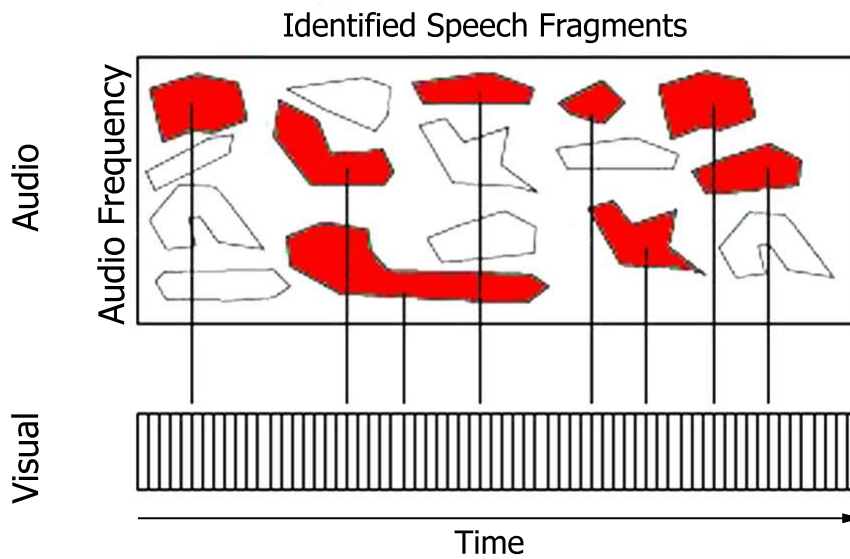 Identified Speech Fragments
Audio
Audio Frequency
Visual
Time